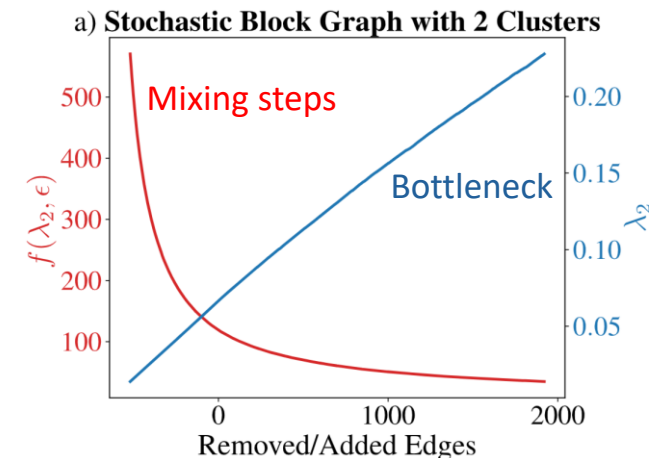 a) Stochastic Block Graph with 2 Clusters
Mixing steps
Bottleneck
f(λ₂, ϵ)
500
400
300
200
100
0.20
0.15
0.10
0.05
λ₂
0 1000 2000
Removed/Added Edges